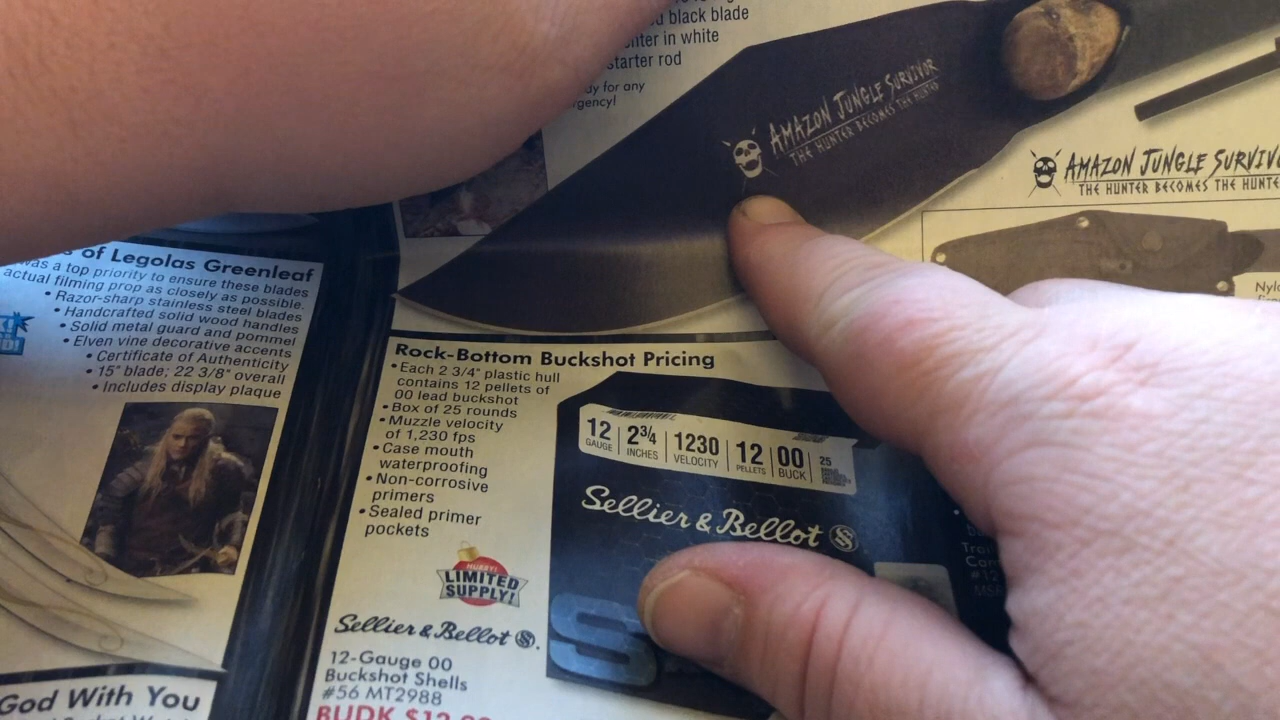 black blade
in white
starter rod
for any
AMAZON JUNGLE SURVIVOR
THE HUNTER BECOMES THE HUNTED
AMAZON JUNGLE
THE HUNTER BECOMES THE
of Legolas Greenleaf
was a top priority to ensure these blades
actual filming prop as closely as possible.
• Razor-sharp stainless steel blades
• Handcrafted solid wood handles
• Solid metal guard and pommel
• Elven vine decorative accents
• Certificate of Authenticity
• 15" blade; 22 3/8" overall
• Includes display plaque
God With You
Rock-Bottom Buckshot Pricing
• Each 2 3/4" plastic hull
contains 12 pellets of
00 lead buckshot
• Box of 25 rounds
• Muzzle velocity
of 1,230 fps
• Case mouth
waterproofing
• Non-corrosive
primers
• Sealed primer
pockets
HURRY!
LIMITED
SUPPLY!
Sellier & Bellot
12-Gauge 00
Buckshot Shells
#56 MT2988
BUDK
12 2¾ 1230 12 00 25
GAUGE INCHES VELOCITY PELLETS BUCK
Sellier & Bellot